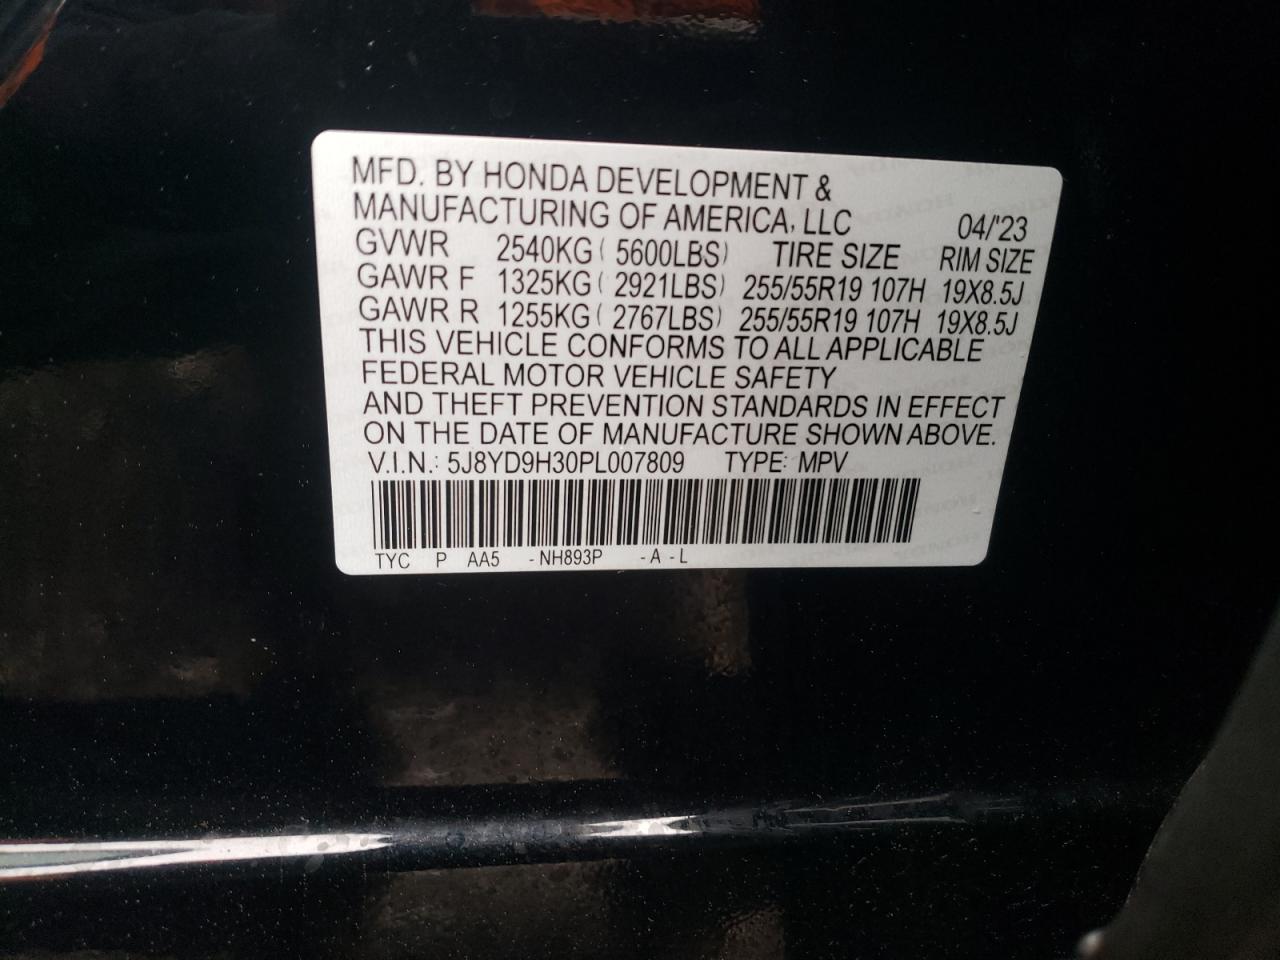 MFD. BY HONDA DEVELOPMENT &
MANUFACTURING OF AMERICA, LLC 04/'23
GVWR 2540KG ( 5600LBS) TIRE SIZE RIM SIZE
GAWR F 1325KG ( 2921LBS) 255/55R19 107H 19X8.5J
GAWR R 1255KG ( 2767LBS) 255/55R19 107H 19X8.5J
THIS VEHICLE CONFORMS TO ALL APPLICABLE
FEDERAL MOTOR VEHICLE SAFETY
AND THEFT PREVENTION STANDARDS IN EFFECT
ON THE DATE OF MANUFACTURE SHOWN ABOVE.
V.I.N.: 5J8YD9H30PL007809 TYPE: MPV
TYC P AA5 - NH893P - A - L